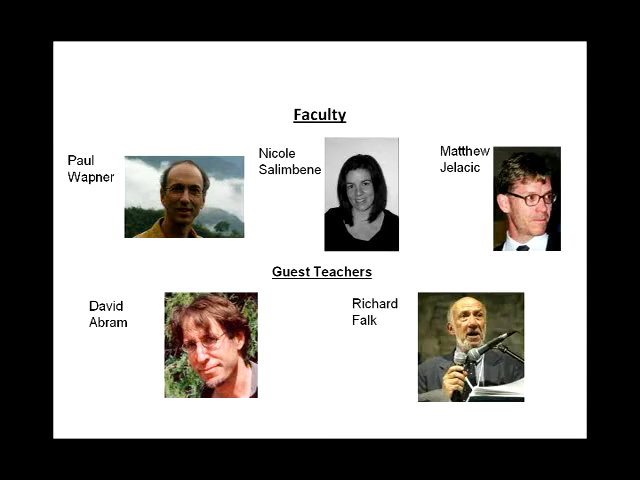 Faculty
Paul
Wapner
Nicole
Salimbene
Matthew
Jelacic
Guest Teachers
David
Abram
Richard
Falk